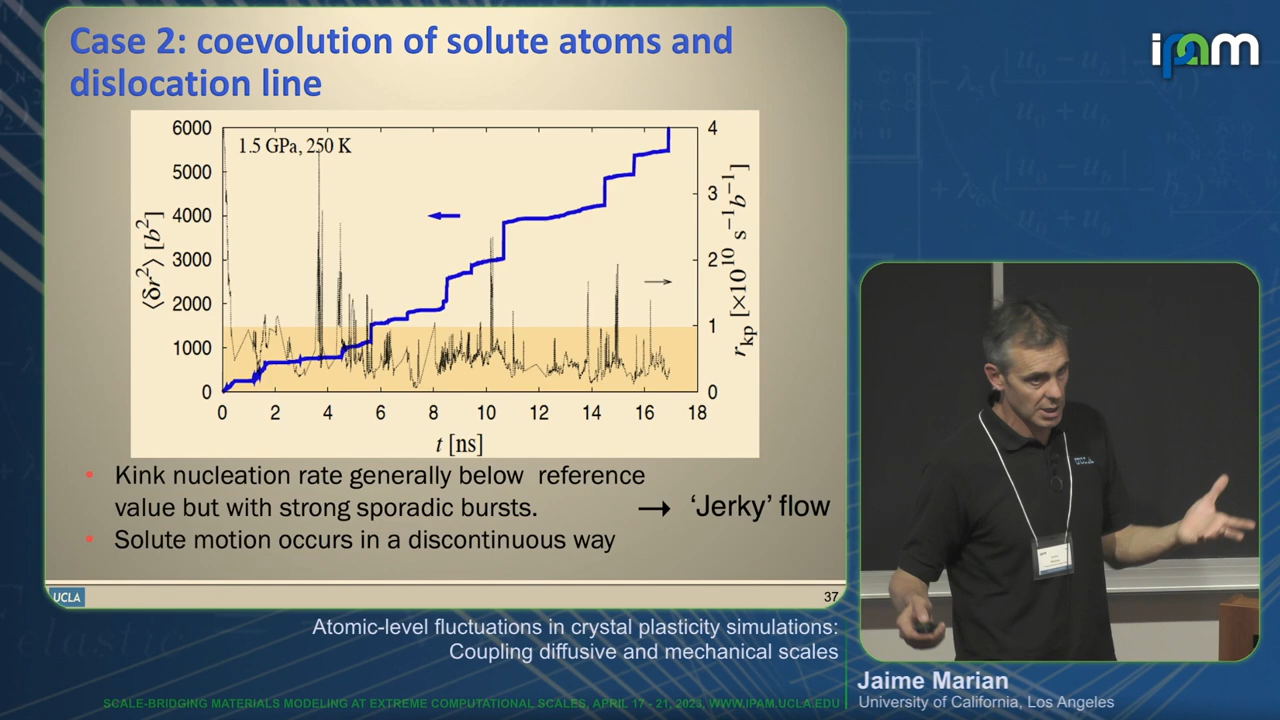 Case 2: coevolution of solute atoms and
dislocation line
ipam
1.5 GPa, 250 K
6000
5000
4000
3000
2000
1000
0
⟨δr²⟩ [b²]
4
3
2
1
0
r_kp [×10¹⁰ s⁻¹b⁻¹]
0 2 4 6 8 10 12 14 16 18
t [ns]
• Kink nucleation rate generally below reference
value but with strong sporadic bursts.
→ ‘Jerky’ flow
• Solute motion occurs in a discontinuous way
UCLA
37
Atomic-level fluctuations in crystal plasticity simulations:
Coupling diffusive and mechanical scales
Jaime Marian
University of California, Los Angeles
SCALE-BRIDGING MATERIALS MODELING AT EXTREME COMPUTATIONAL SCALES, APRIL 17 - 21, 2023, WWW.IPAM.UCLA.EDU